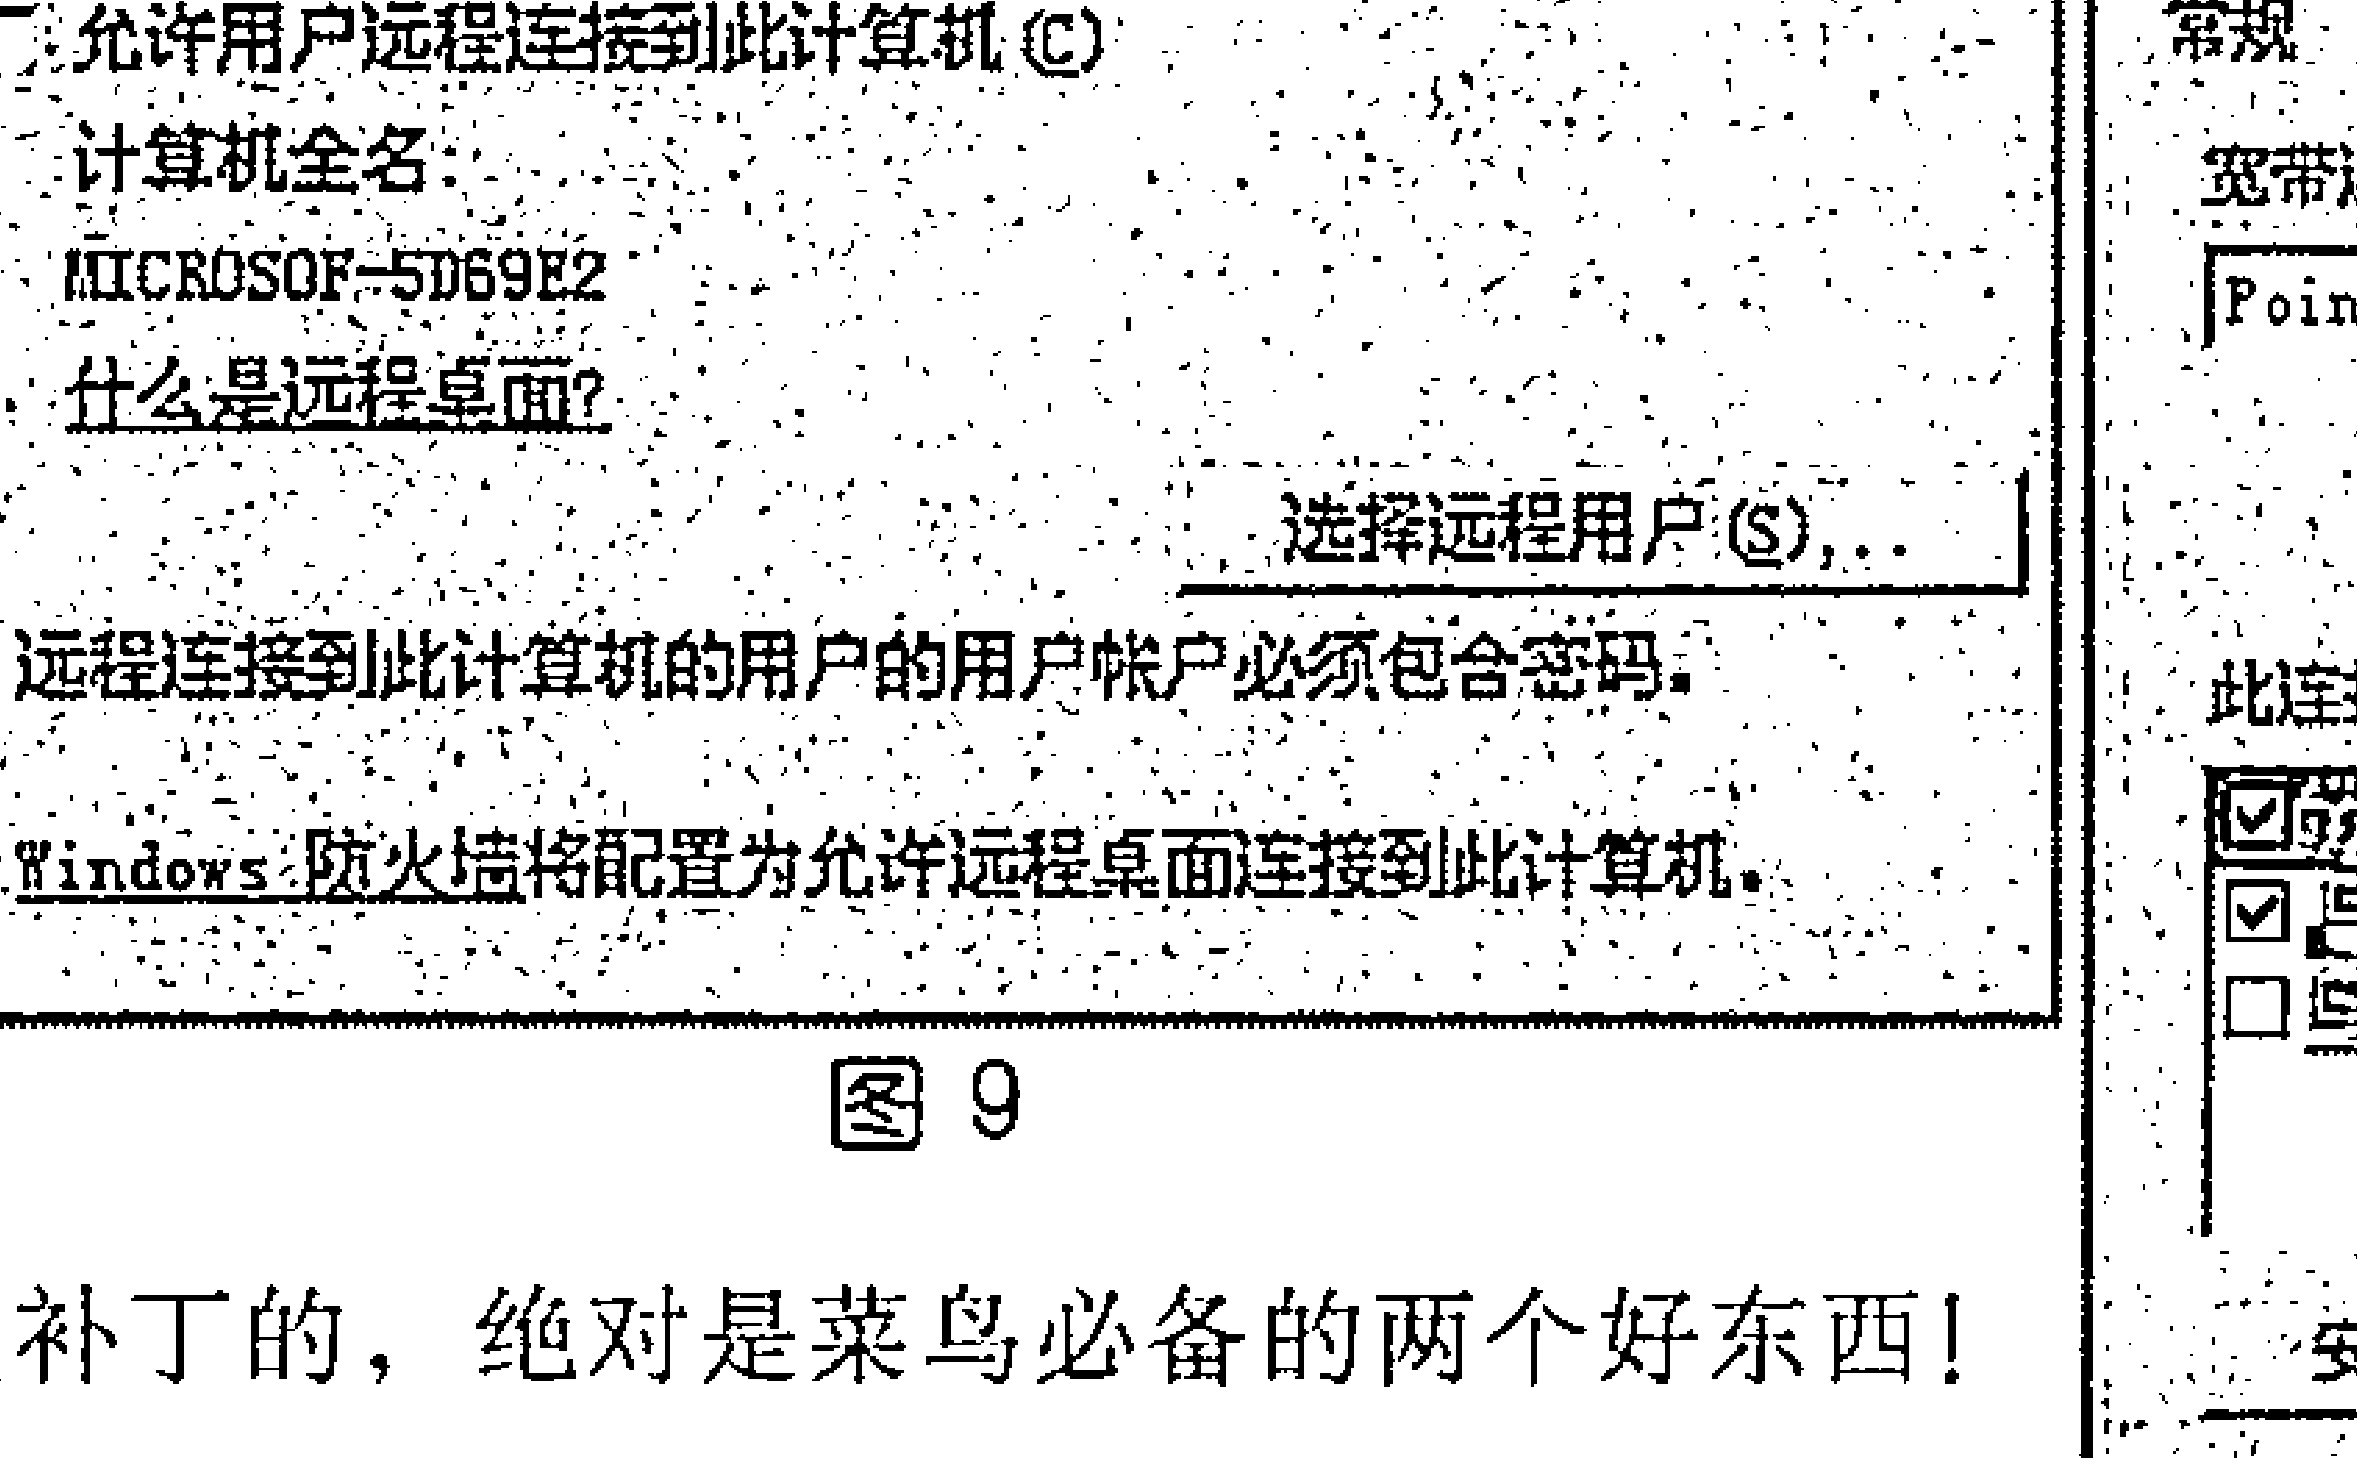 允许用户远程连接到此计算机(C)
计算机全名:
MICROSOF-5D69E2
什么是远程桌面?
选择远程用户(S)...
远程连接到此计算机的用户的用户帐户必须包含密码.
Windows 防火墙将配置为允许远程桌面连接到此计算机.
图 9
补丁的，绝对是菜鸟必备的两个好东西！
常规
宽带
Poin
此连